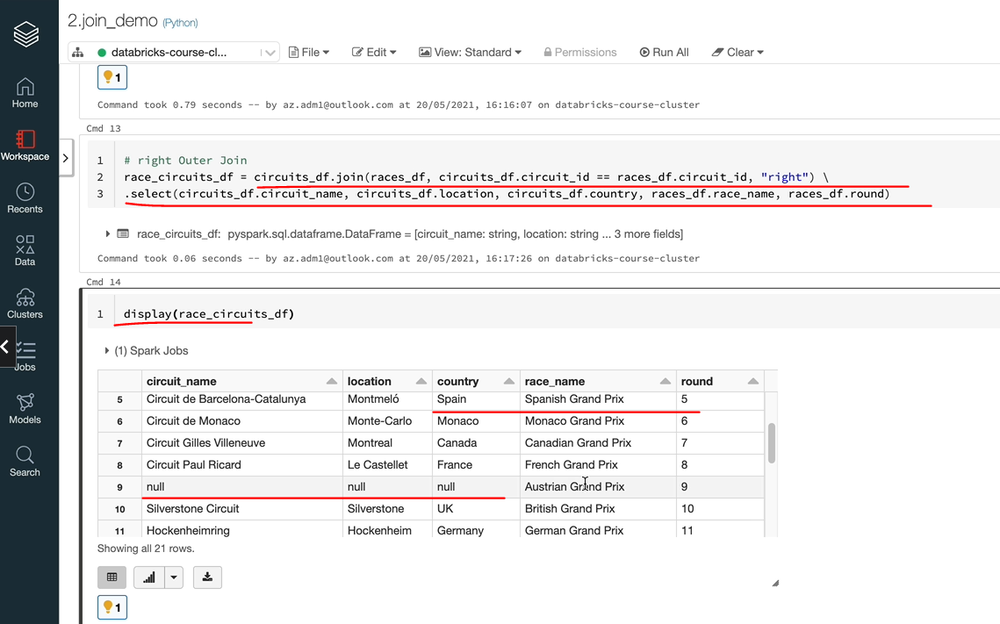 2.join_demo (Python)
databricks-course-cl...
File
Edit
View: Standard
Permissions
Run All
Clear
Home
Workspace
Recents
Data
Clusters
Jobs
Models
Search
1
Command took 0.79 seconds -- by az.adm1@outlook.com at 20/05/2021, 16:16:07 on databricks-course-cluster
Cmd 13
1 # right Outer Join
2 race_circuits_df = circuits_df.join(races_df, circuits_df.circuit_id == races_df.circuit_id, "right") \
3 .select(circuits_df.circuit_name, circuits_df.location, circuits_df.country, races_df.race_name, races_df.round)
race_circuits_df: pyspark.sql.dataframe.DataFrame = [circuit_name: string, location: string ... 3 more fields]
Command took 0.06 seconds -- by az.adm1@outlook.com at 20/05/2021, 16:17:26 on databricks-course-cluster
Cmd 14
1 display(race_circuits_df)
(1) Spark Jobs
circuit_name location country race_name round
5 Circuit de Barcelona-Catalunya Montmeló Spain Spanish Grand Prix 5
6 Circuit de Monaco Monte-Carlo Monaco Monaco Grand Prix 6
7 Circuit Gilles Villeneuve Montreal Canada Canadian Grand Prix 7
8 Circuit Paul Ricard Le Castellet France French Grand Prix 8
9 null null null Austrian Grand Prix 9
10 Silverstone Circuit Silverstone UK British Grand Prix 10
11 Hockenheimring Hockenheim Germany German Grand Prix 11
Showing all 21 rows.
1